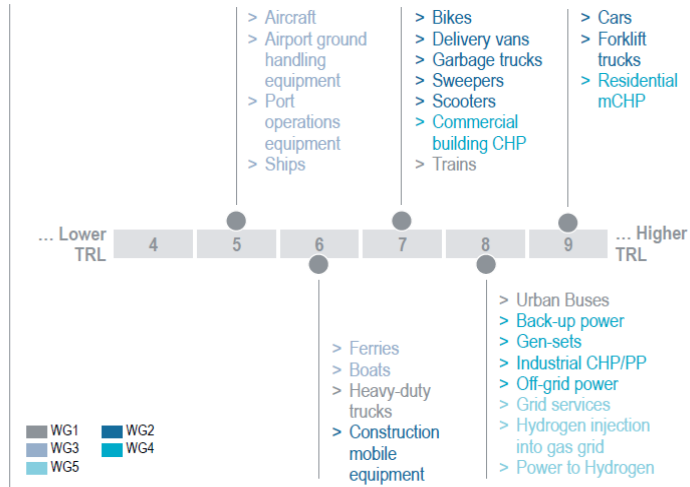 > Aircraft
> Airport ground
handling
equipment
> Port
operations
equipment
> Ships
> Bikes
> Delivery vans
> Garbage trucks
> Sweepers
> Scooters
> Commercial
building CHP
> Trains
> Cars
> Forklift
trucks
> Residential
mCHP
... Lower
TRL
4
5
6
7
8
9
... Higher
TRL
> Ferries
> Boats
> Heavy-duty
trucks
> Construction
mobile
equipment
> Urban Buses
> Back-up power
> Gen-sets
> Industrial CHP/PP
> Off-grid power
> Grid services
> Hydrogen injection
into gas grid
> Power to Hydrogen
WG1
WG2
WG3
WG4
WG5